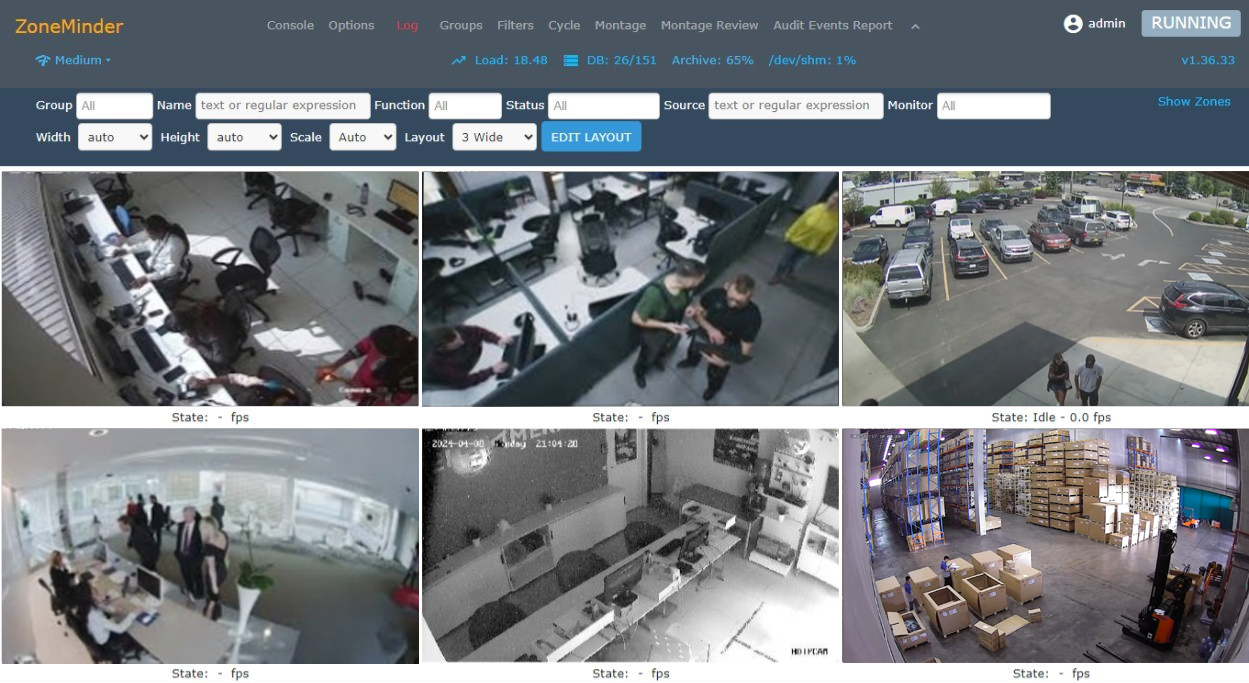 ZoneMinder Console Options Log Groups Filters Cycle Montage Montage Review Audit Events Report admin RUNNING
Medium Load: 18.48 DB: 26/151 Archive: 65% /dev/shm: 1% v1.36.33
Group All Name text or regular expression Function All Status All Source text or regular expression Monitor All Show Zones
Width auto Height auto Scale Auto Layout 3 Wide EDIT LAYOUT
Camera
State: - fps State: - fps State: Idle - 0.0 fps
21:04:20
HDIPCAM
State: - fps State: - fps State: - fps